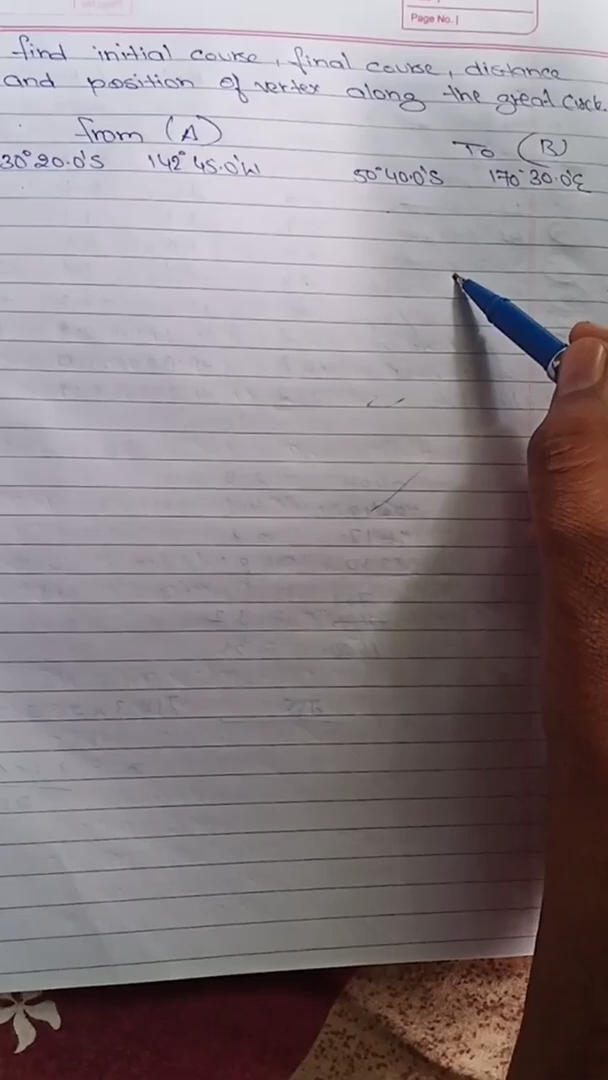 Page No.
find initial course, final course, distance
and position of vertex along the great circle.
from (A)
To (B)
30°20.0'S 142°45.0'W 50°40.0'S 170°30.0'E